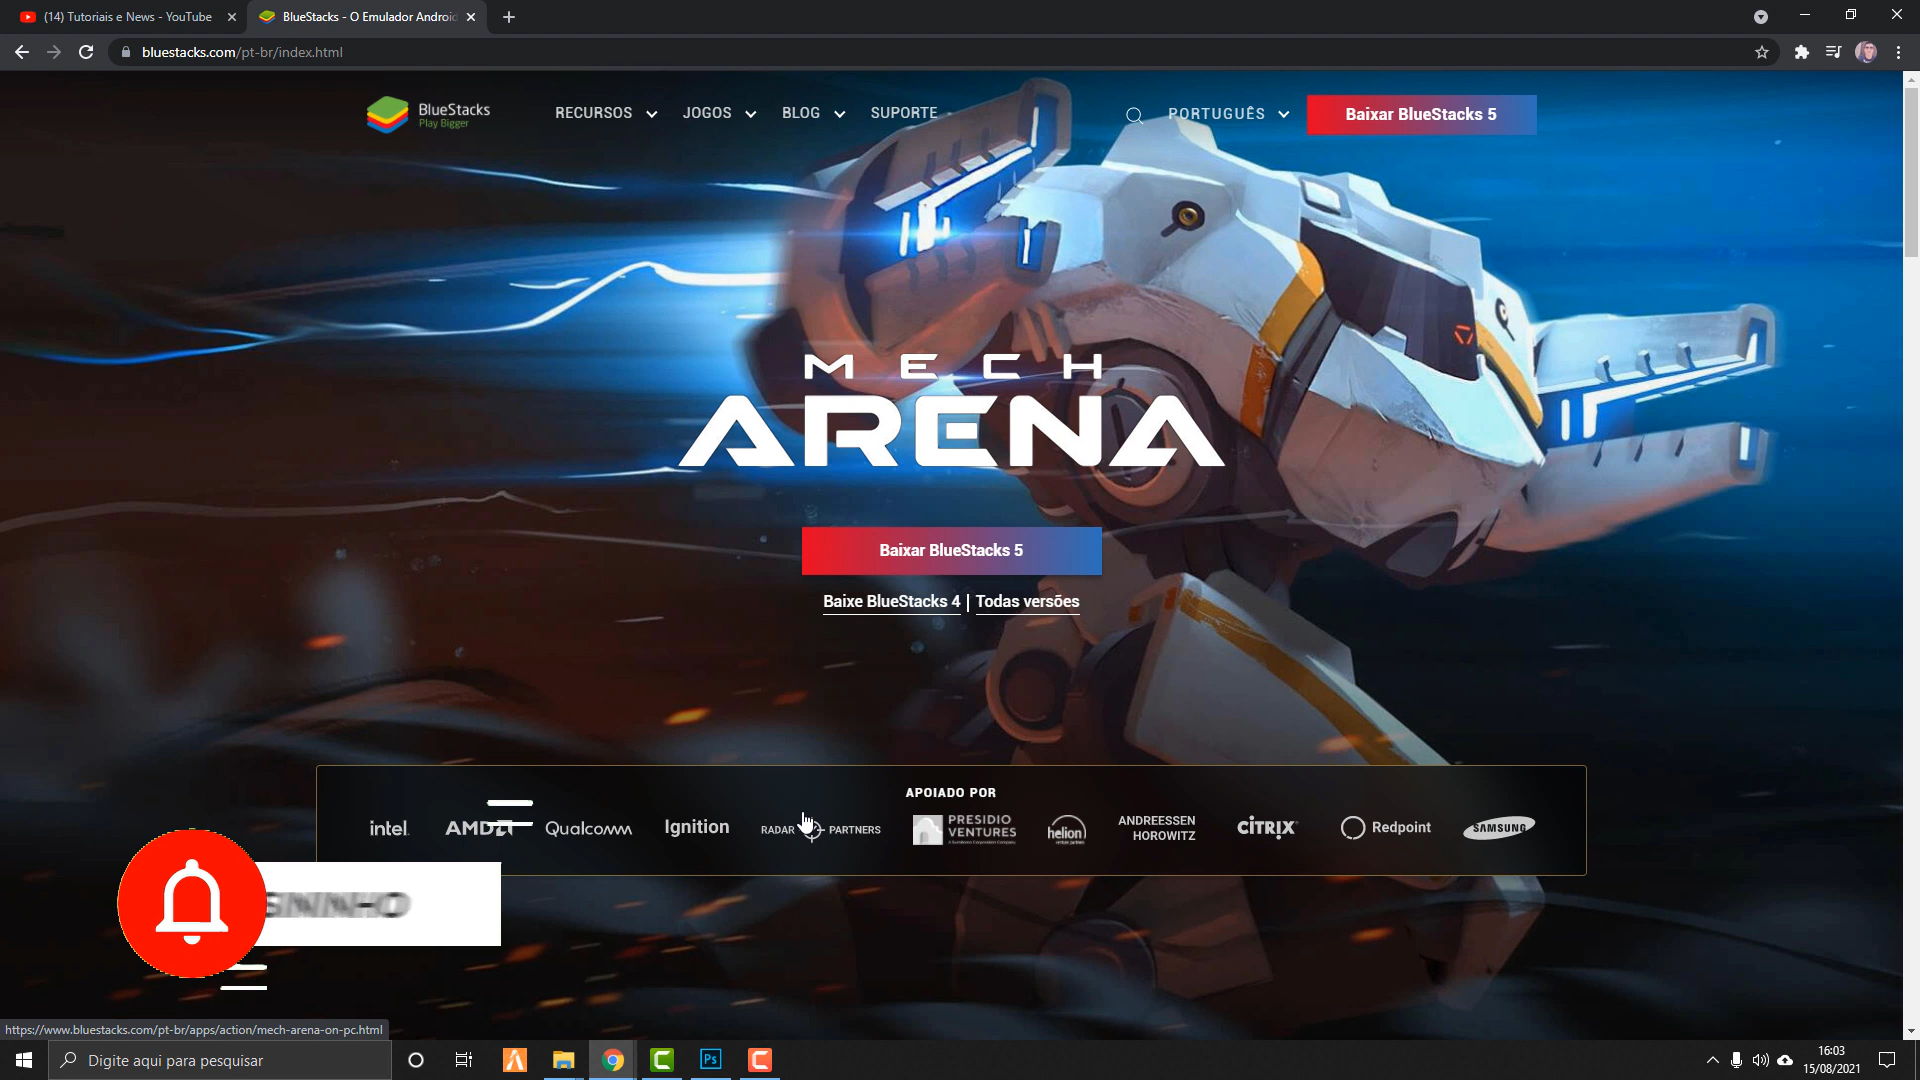 (14) Tutoriais e News - YouTube
BlueStacks - O Emulador Android
bluestacks.com/pt-br/index.html
BlueStacks
Play Bigger
RECURSOS
JOGOS
BLOG
SUPORTE
PORTUGUÊS
Baixar BlueStacks 5
MECH
ARENA
Baixar BlueStacks 5
Baixe BlueStacks 4 | Todas versões
APOIADO POR
intel.
AMD
Qualcomm
Ignition
RADAR PARTNERS
PRESIDIO
VENTURES
helion
ANDREESSEN
HOROWITZ
CITRIX
Redpoint
SAMSUNG
https://www.bluestacks.com/pt-br/apps/action/mech-arena-on-pc.html
Digite aqui para pesquisar
Ps
16:03
15/08/2021